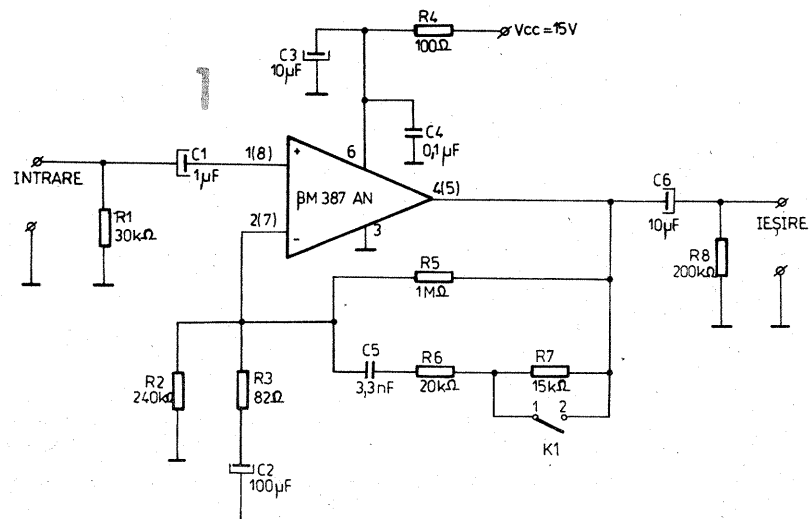 R4
100Ω
Vcc=15V
C3
10µF
1
C4
0,1µF
6
C1
1µF
1(8)
+
βM 387 AN
4(5)
3
2(7)
-
INTRARE
R1
30kΩ
C6
10µF
IEȘIRE
R8
200kΩ
R5
1MΩ
C5
3,3nF
R6
20kΩ
R7
15kΩ
1 2
K1
R2
240kΩ
R3
82Ω
C2
100µF